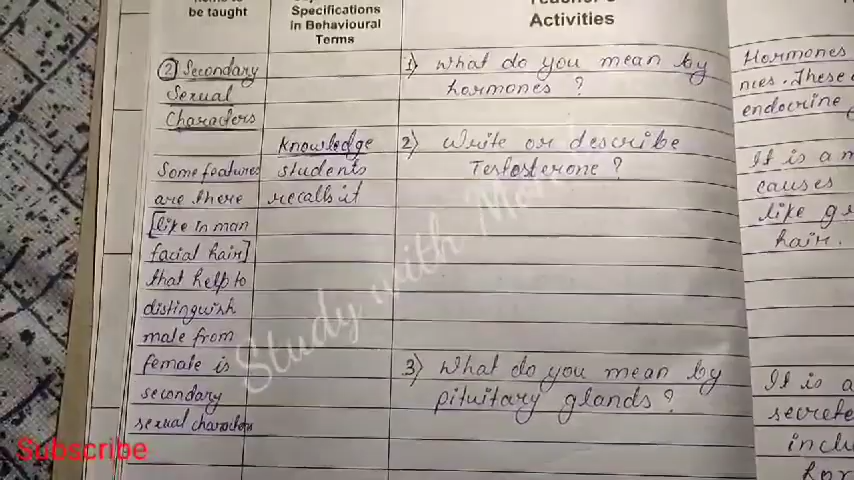 be taught
Specifications
in Behavioural
Terms
Activities
② Secondary
Sexual
Characters
Some features
are there
[like in man
facial hair]
that help to
distinguish
male from
female is
secondary
sexual characters
Knowledge
students
recalls it
1) What do you mean by
hormones ?
2) Write or describe
Testosterone ?
3) What do you mean by
pituitary glands ?
Hormones
These
endocrine
It is a
causes
like
hair.
It is a
secrete
Study with
Subscribe